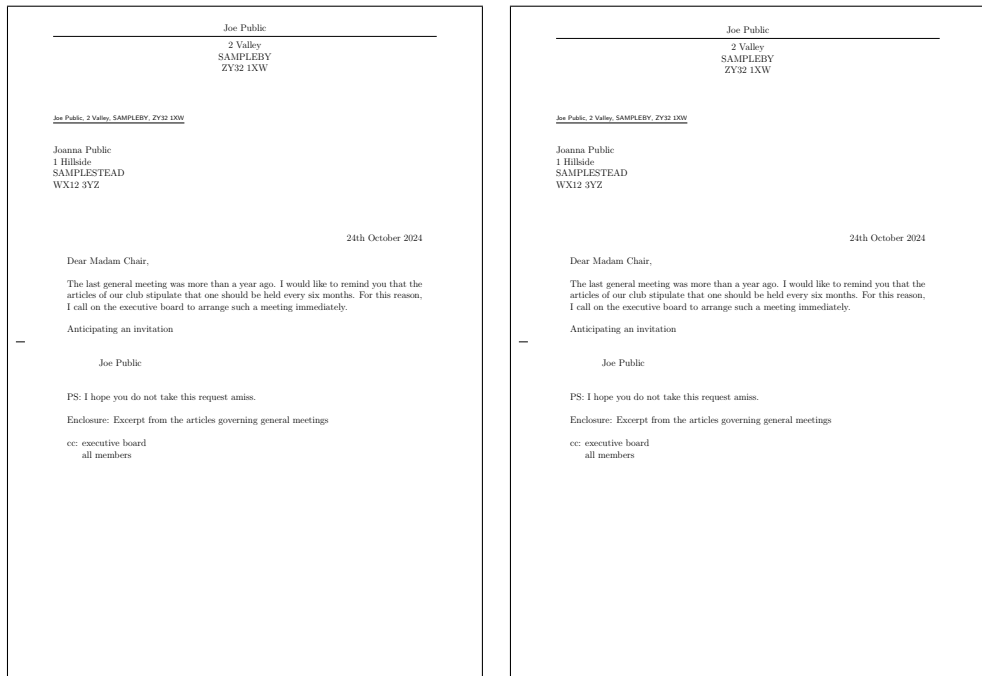 Joe Public
2 Valley
SAMPLEBY
ZY32 1XW
Joe Public, 2 Valley, SAMPLEBY, ZY32 1XW
Joanna Public
1 Hillside
SAMPLESTEAD
WX12 3YZ
24th October 2024
Dear Madam Chair,
The last general meeting was more than a year ago. I would like to remind you that the
articles of our club stipulate that one should be held every six months. For this reason,
I call on the executive board to arrange such a meeting immediately.
Anticipating an invitation
Joe Public
PS: I hope you do not take this request amiss.
Enclosure: Excerpt from the articles governing general meetings
cc: executive board
all members
Joe Public
2 Valley
SAMPLEBY
ZY32 1XW
Joe Public, 2 Valley, SAMPLEBY, ZY32 1XW
Joanna Public
1 Hillside
SAMPLESTEAD
WX12 3YZ
24th October 2024
Dear Madam Chair,
The last general meeting was more than a year ago. I would like to remind you that the
articles of our club stipulate that one should be held every six months. For this reason,
I call on the executive board to arrange such a meeting immediately.
Anticipating an invitation
Joe Public
PS: I hope you do not take this request amiss.
Enclosure: Excerpt from the articles governing general meetings
cc: executive board
all members